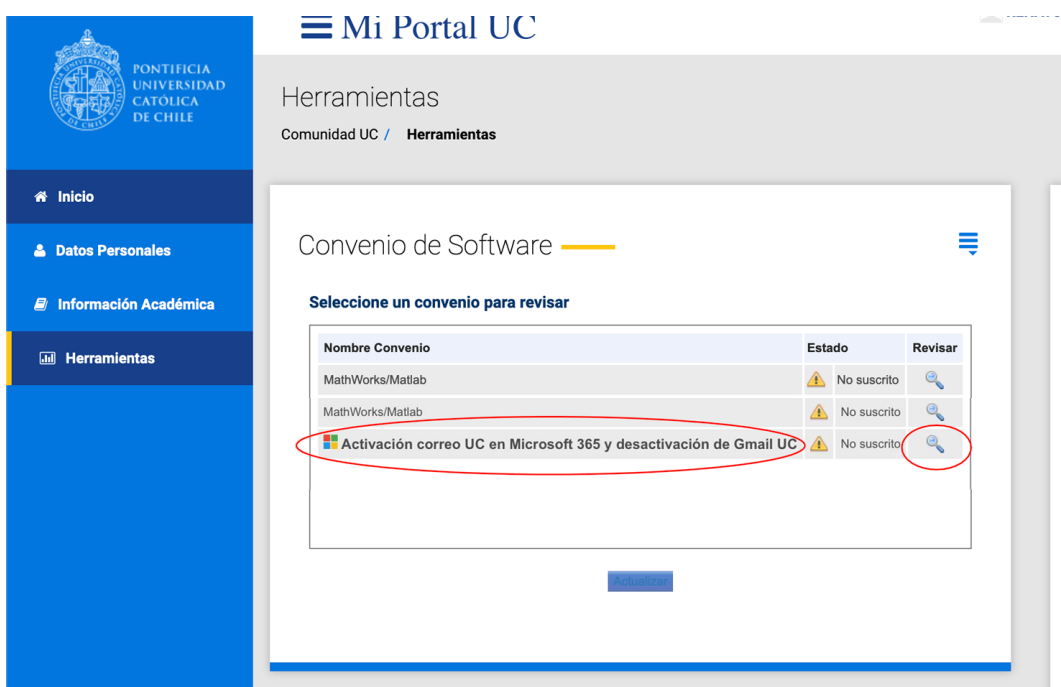 Mi Portal UC
PONTIFICIA
UNIVERSIDAD
CATÓLICA
DE CHILE
Herramientas
Comunidad UC / Herramientas
Inicio
Datos Personales
Información Académica
Herramientas
Convenio de Software
Seleccione un convenio para revisar
Nombre Convenio Estado Revisar
MathWorks/Matlab No suscrito
MathWorks/Matlab No suscrito
Activación correo UC en Microsoft 365 y desactivación de Gmail UC No suscrito
Actualizar